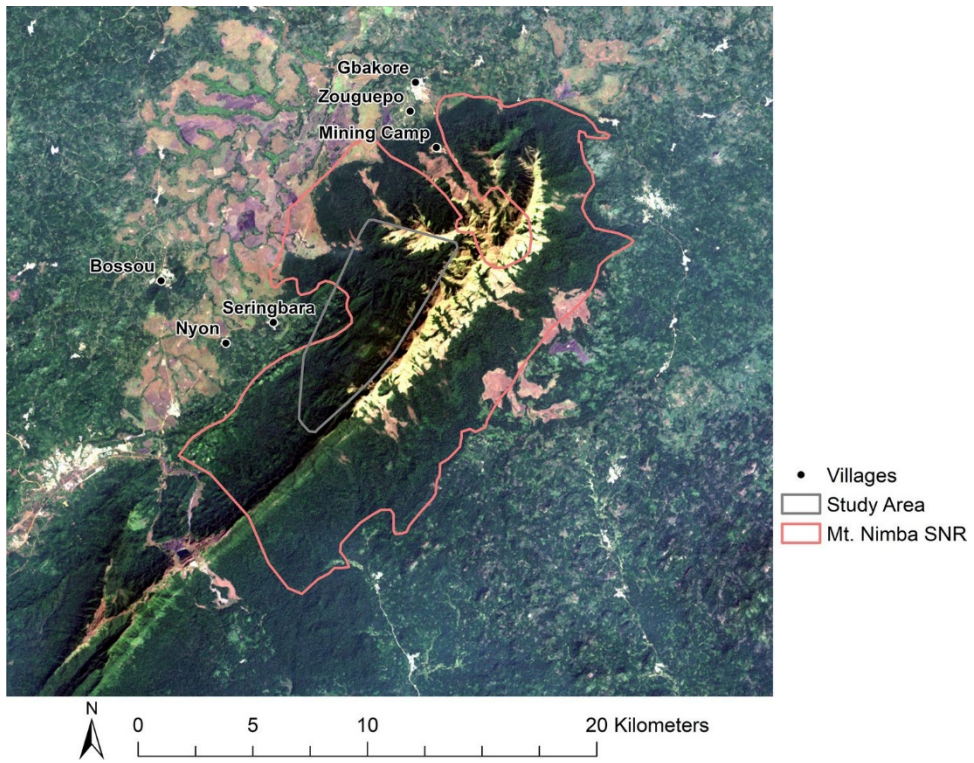 Gbakore
Zouguepo
Mining Camp
Bossou
Seringbara
Nyon
Villages
Study Area
Mt. Nimba SNR
N
0 5 10 20 Kilometers